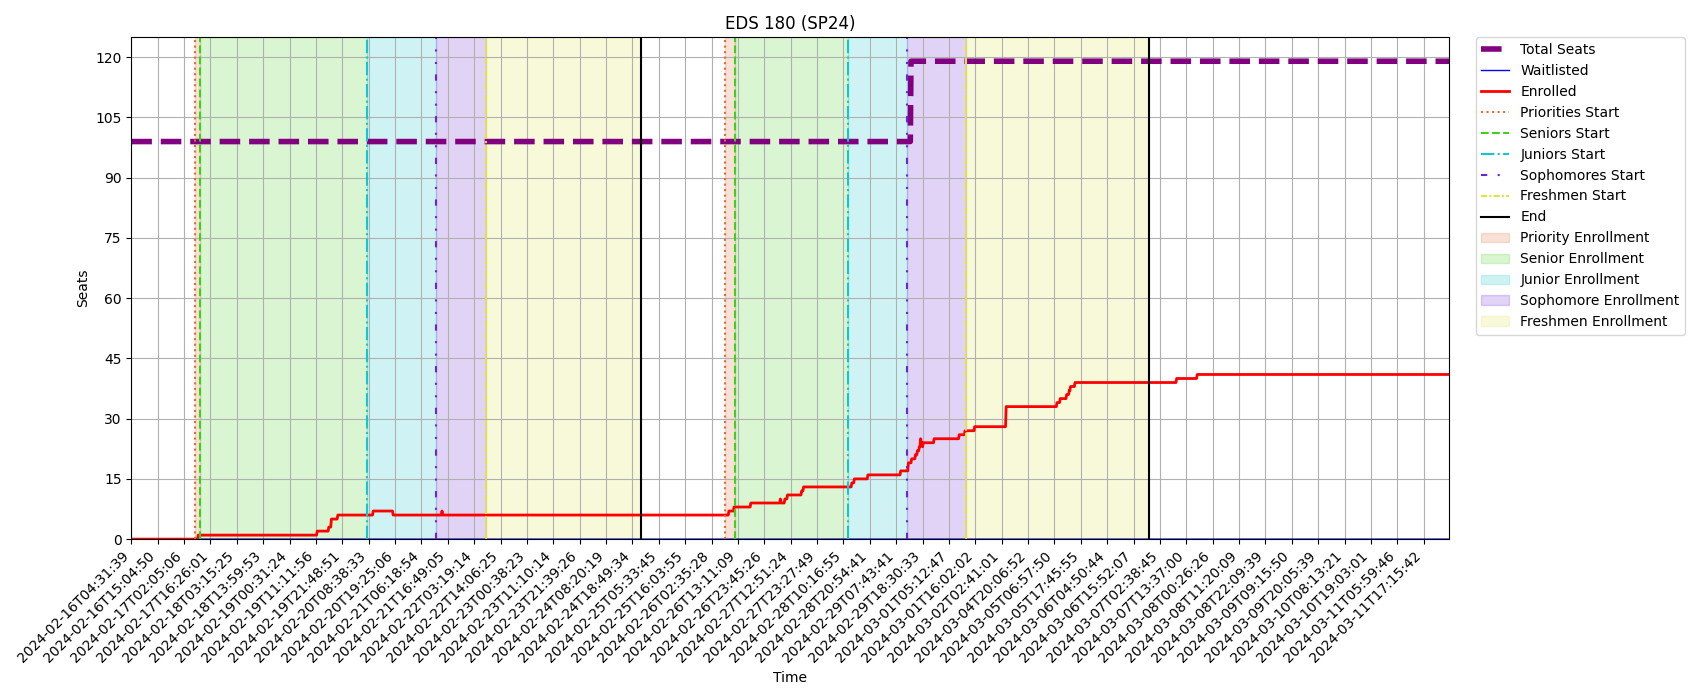 EDS 180 (SP24)
120
105
90
75
60
45
30
15
0
Seats
2024-02-16T04:31:39
2024-02-16T15:04:50
2024-02-17T02:05:06
2024-02-17T16:26:01
2024-02-18T03:15:25
2024-02-18T13:59:53
2024-02-19T00:31:24
2024-02-19T11:11:56
2024-02-19T21:48:51
2024-02-20T08:38:33
2024-02-20T19:25:06
2024-02-21T06:18:54
2024-02-21T16:49:05
2024-02-22T03:19:14
2024-02-22T14:06:25
2024-02-23T00:38:23
2024-02-23T11:10:14
2024-02-23T21:39:26
2024-02-24T08:20:19
2024-02-24T18:49:34
2024-02-25T05:33:45
2024-02-25T16:03:55
2024-02-26T02:35:28
2024-02-26T13:11:09
2024-02-26T23:45:26
2024-02-27T12:51:24
2024-02-27T23:27:49
2024-02-28T10:16:55
2024-02-28T20:54:41
2024-02-29T07:43:41
2024-02-29T18:30:33
2024-03-01T05:12:47
2024-03-01T16:02:02
2024-03-02T02:41:01
2024-03-04T20:06:52
2024-03-05T06:57:50
2024-03-05T17:45:55
2024-03-06T04:50:44
2024-03-06T15:52:07
2024-03-07T02:38:45
2024-03-07T13:37:00
2024-03-08T00:26:26
2024-03-08T11:20:09
2024-03-08T22:09:39
2024-03-09T09:15:50
2024-03-09T20:05:39
2024-03-10T08:13:21
2024-03-10T19:03:01
2024-03-11T05:59:46
2024-03-11T17:15:42
Time
Total Seats
Waitlisted
Enrolled
Priorities Start
Seniors Start
Juniors Start
Sophomores Start
Freshmen Start
End
Priority Enrollment
Senior Enrollment
Junior Enrollment
Sophomore Enrollment
Freshmen Enrollment